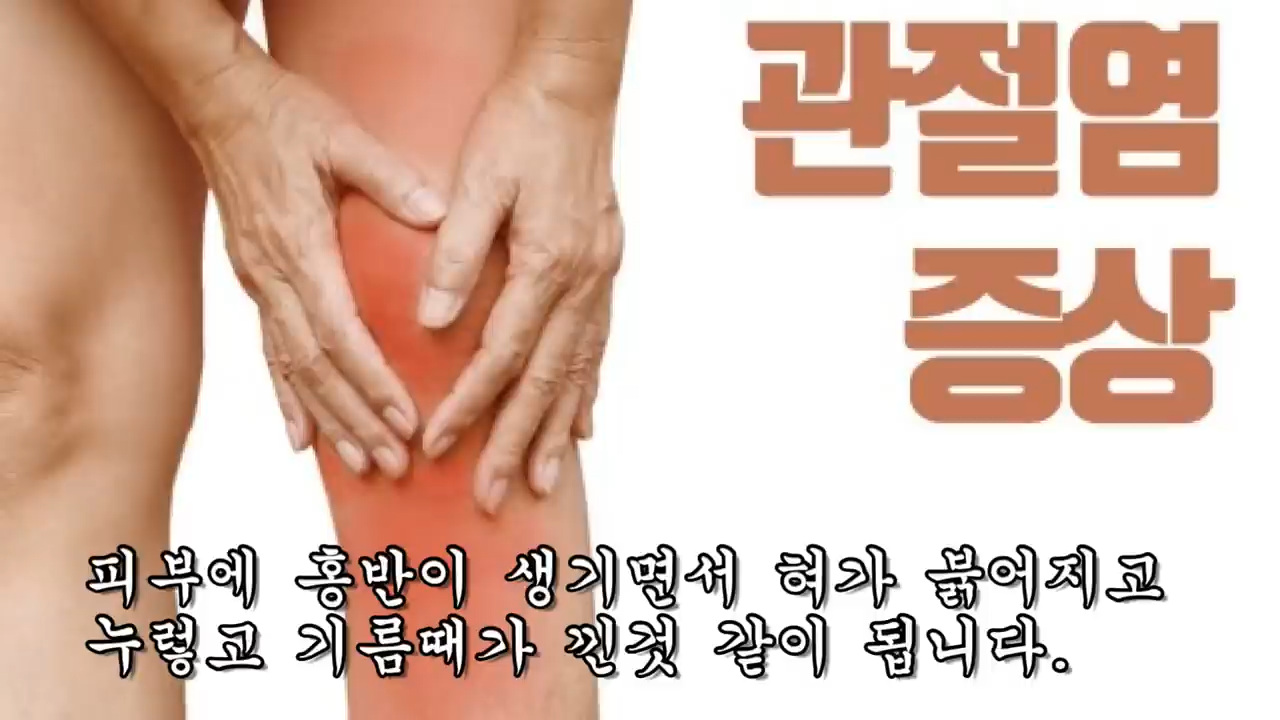 관절염
증상
피부에 홍반이 생기면서 혀가 붉어지고
누렇고 기름때가 낀것 같이 됩니다.